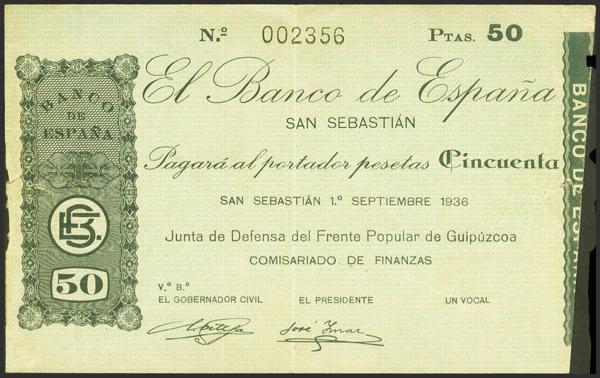 N.º 002356 PTAS. 50
El Banco de España
SAN SEBASTIÁN
Pagará al portador pesetas Cincuenta
SAN SEBASTIÁN 1.º SEPTIEMBRE 1936
Junta de Defensa del Frente Popular de Guipúzcoa
COMISARIADO DE FINANZAS
V.º B.º
EL GOBERNADOR CIVIL EL PRESIDENTE UN VOCAL
BANCO
DE
ESPAÑA
50
BANCO DE